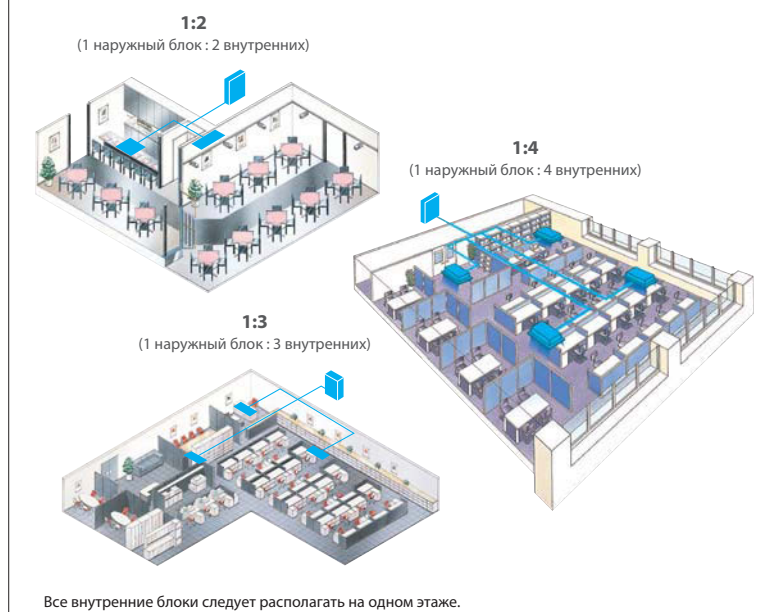 1:2
(1 наружный блок : 2 внутренних)
1:4
(1 наружный блок : 4 внутренних)
1:3
(1 наружный блок : 3 внутренних)
Все внутренние блоки следует располагать на одном этаже.